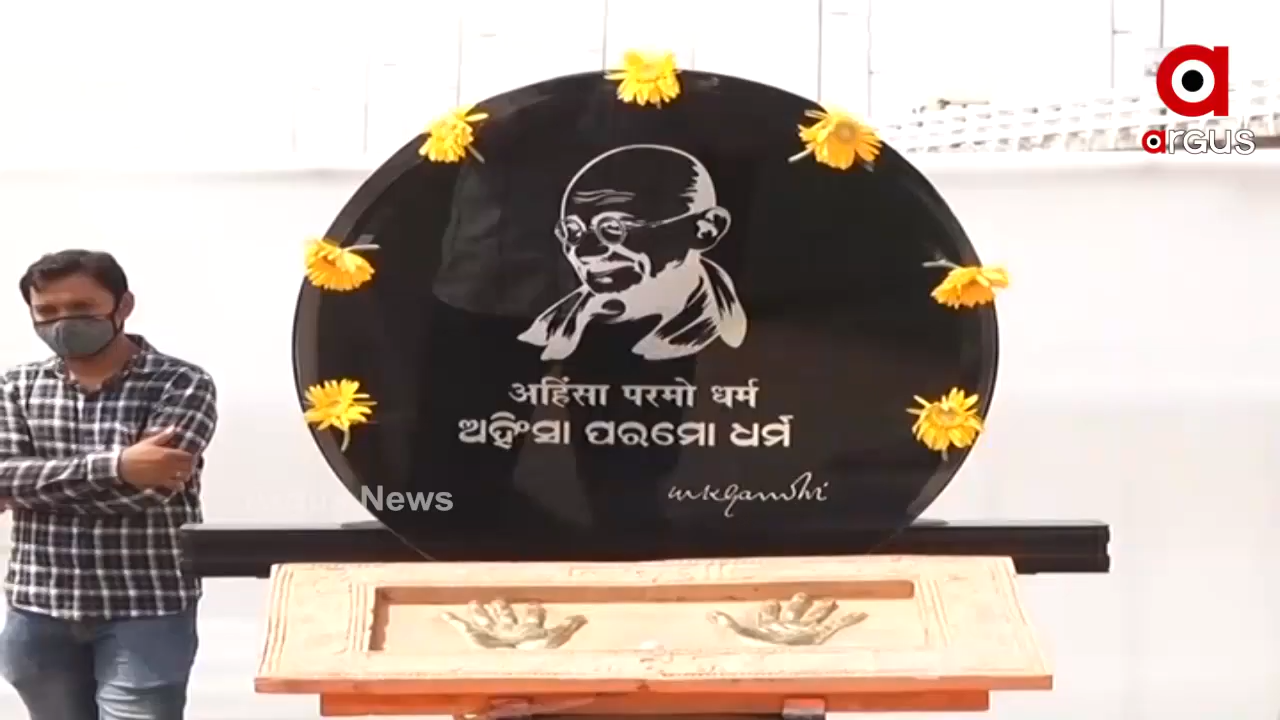 a
argus
अहिंसा परमो धर्म
ଅହିଂସା ପରମୋ ଧର୍ମ
mkgandhi
News